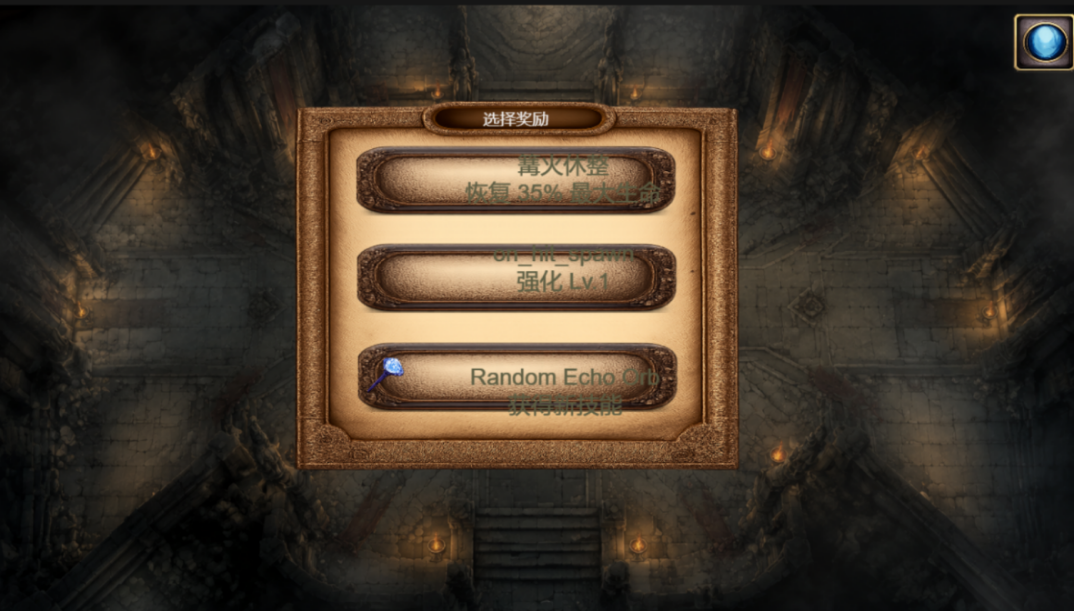 选择奖励
篝火休整
恢复 35% 最大生命
on_hit_spawn
强化 Lv 1
Random Echo Orb
获得新技能